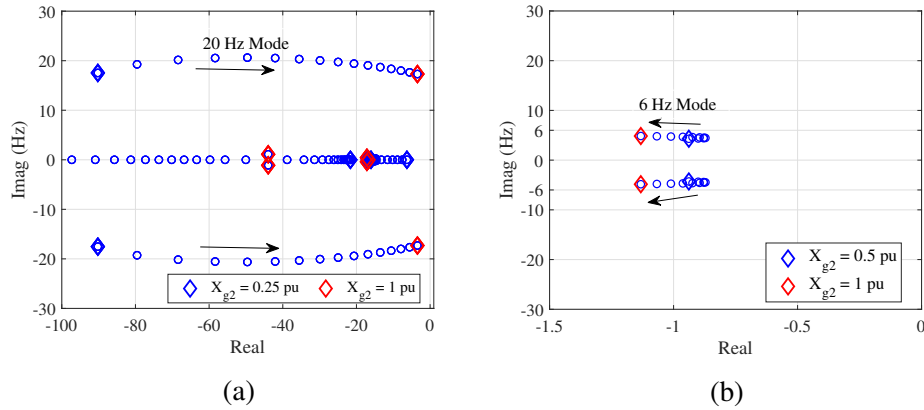 30
20
10
0
-10
-20
-30
Imag (Hz)
20 Hz Mode
X_g2 = 0.25 pu
X_g2 = 1 pu
-100
-80
-60
-40
-20
0
Real
(a)
30
20
10
6
0
-6
-10
-20
-30
Imag (Hz)
6 Hz Mode
X_g2 = 0.5 pu
X_g2 = 1 pu
-1.5
-1
-0.5
0
Real
(b)